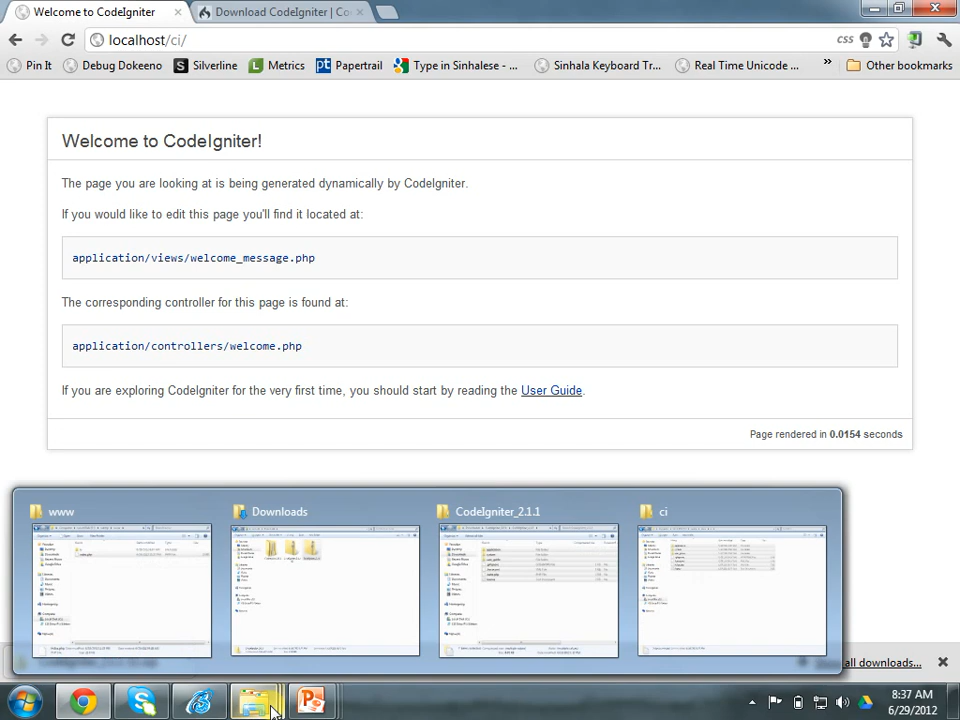 Welcome to CodeIgniter
Download CodeIgniter | Co
localhost/ci/
CSS
Pin It
Debug Dokeeno
Silverline
Metrics
Papertrail
Type in Sinhalese - ...
Sinhala Keyboard Tr...
Real Time Unicode ...
»
Other bookmarks
Welcome to CodeIgniter!
The page you are looking at is being generated dynamically by CodeIgniter.
If you would like to edit this page you'll find it located at:
application/views/welcome_message.php
The corresponding controller for this page is found at:
application/controllers/welcome.php
If you are exploring CodeIgniter for the very first time, you should start by reading the User Guide.
Page rendered in 0.0154 seconds
www
Downloads
CodeIgniter_2.1.1
ci
all downloads...
8:37 AM
6/29/2012